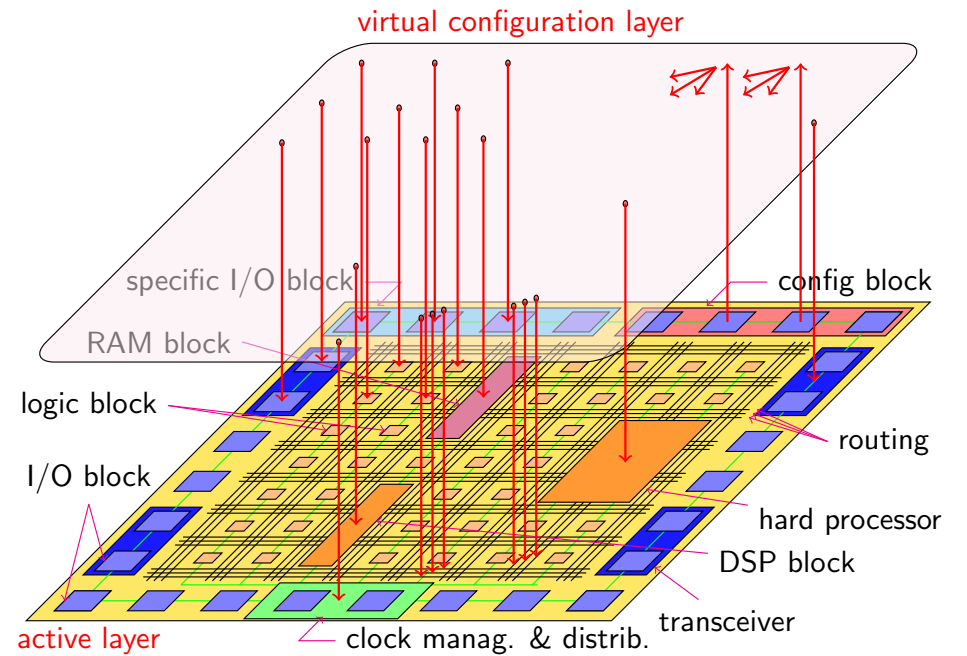 virtual configuration layer
specific I/O block
config block
RAM block
logic block
routing
I/O block
hard processor
DSP block
transceiver
active layer
clock manag. & distrib.